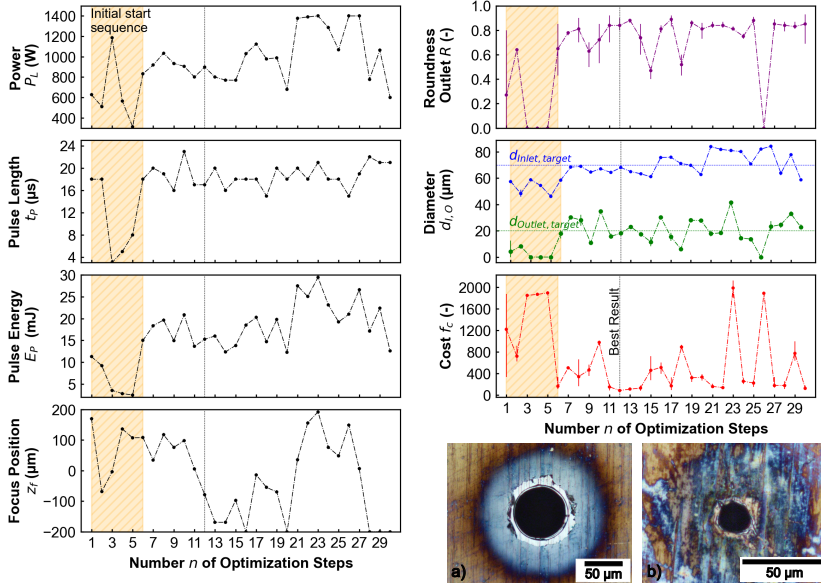 Initial start
sequence
Power
P_L (W)
1400
1200
1000
800
600
400
Pulse Length
t_P (µs)
24
20
16
12
8
4
Pulse Energy
E_P (mJ)
30
25
20
15
10
5
Focus Position
z_f (µm)
200
100
0
−100
−200
1 3 5 7 9 11 13 15 17 19 21 23 25 27 29
Number n of Optimization Steps
Roundness
Outlet R (-)
1.0
0.8
0.6
0.4
0.2
0.0
Diameter
d_I,O (µm)
80
60
40
20
0
d_Inlet, target
d_Outlet, target
Cost f_c (-)
2000
1600
1200
800
400
0
Best Result
1 3 5 7 9 11 13 15 17 19 21 23 25 27 29
Number n of Optimization Steps
a)
50 µm
b)
50 µm